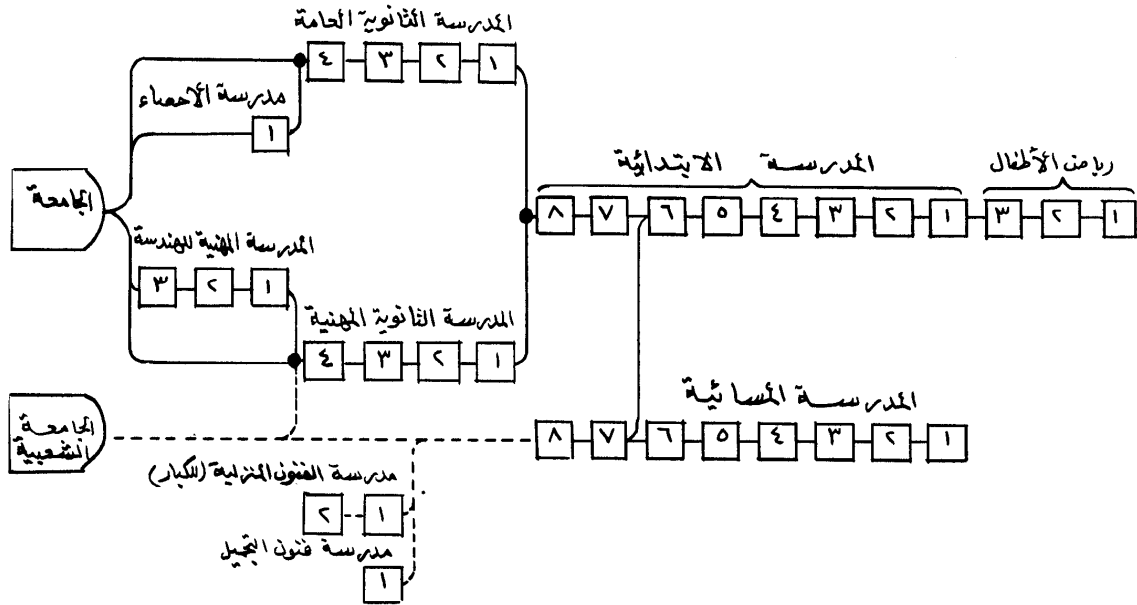 المدرسة الثانوية العامة
١ ٢ ٣ ٤
مدرسة الاحصاء
١
رياض الأطفال
١ ٢ ٣
المدرسة الابتدائية
١ ٢ ٣ ٤ ٥ ٦ ٧ ٨
الجامعة
المدرسة المهنية للهندسة
١ ٢ ٣
المدرسة الثانوية المهنية
١ ٢ ٣ ٤
المدرسة المسائية
١ ٢ ٣ ٤ ٥ ٦ ٧ ٨
الجامعة
الشعبية
مدرسة الفنون المنزلية (للكبار)
١ ٢
مدرسة فنون التجميل
١